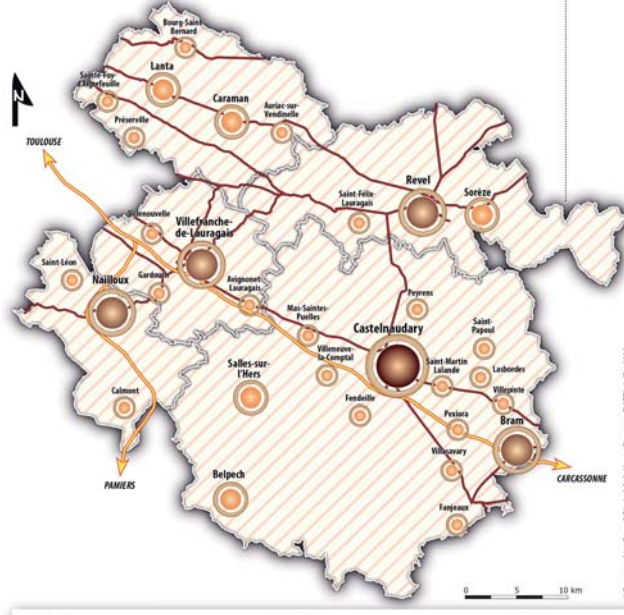 Bourg-Saint
Bernard
Lanta
Sainte-Foy-
d'Aigrefeuille
Caraman
Auriac-sur-
Vendinelle
Préserville
N
TOULOUSE
Revel
Sorèze
Saint-Félix-
Lauragais
Villenouvelle
Villefranche-
de-Lauragais
Saint-Léon
Nailloux
Gardouch
Avignonet-
Lauragais
Mas-Saintes-
Puelles
Peyrens
Castelnaudary
Saint-
Papoul
Villeneuve-
la-Comptal
Saint-Martin
Lalande
Lasbordes
Salles-sur-
l'Hers
Villepinte
Calmont
Fendeille
Pexiora
Bram
Villasavary
PAMIERS
Belpech
CARCASSONNE
Fanjeaux
0 5 10 km